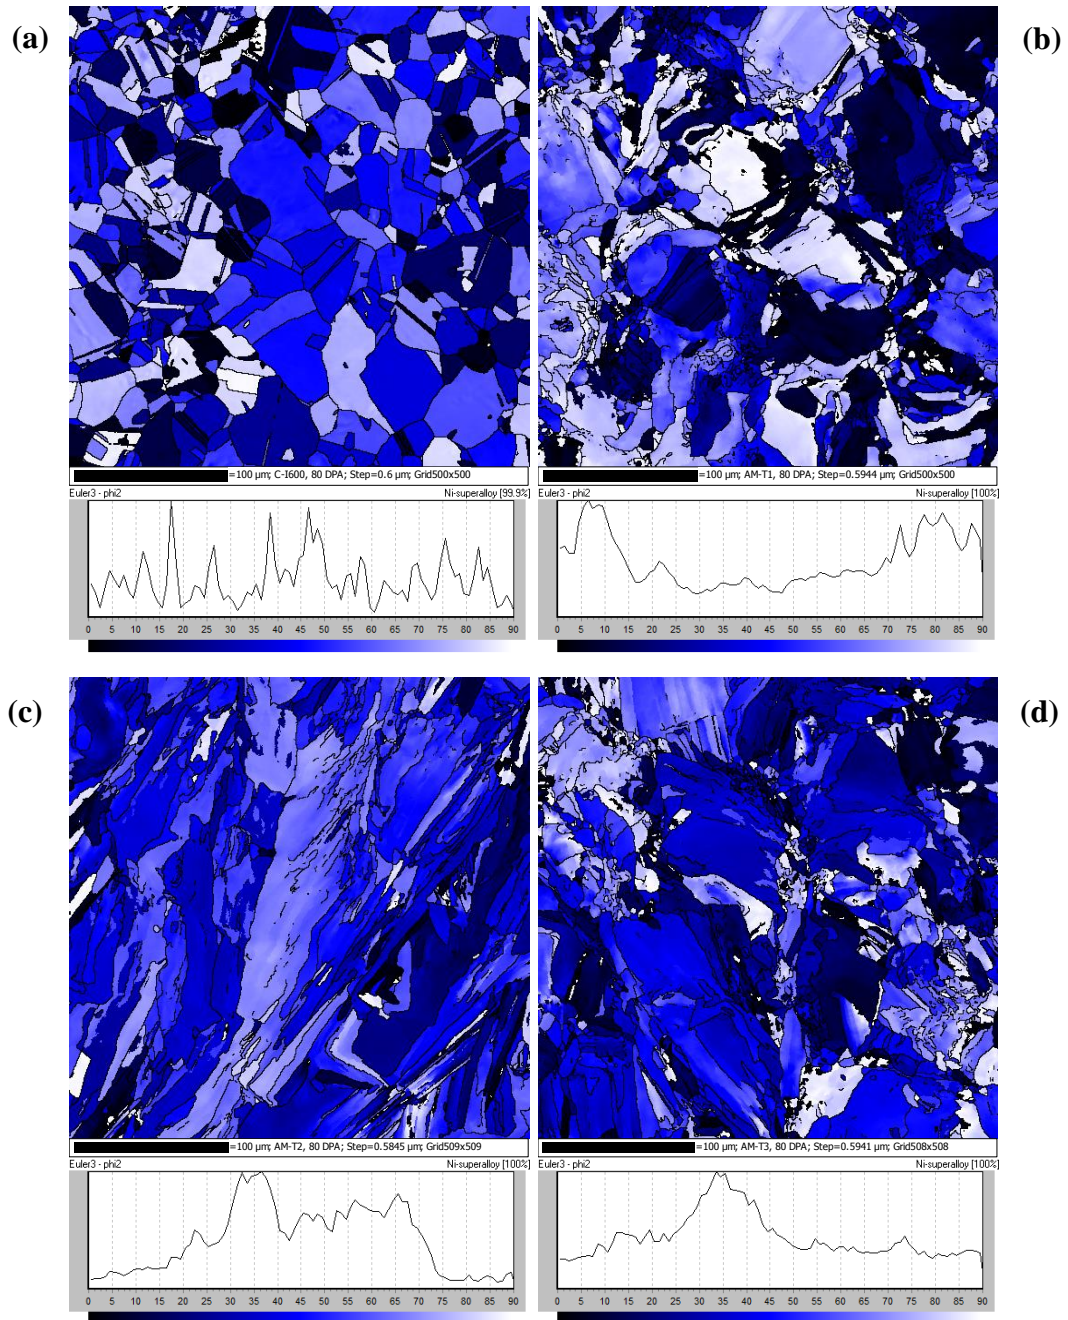 (a)
(b)
=100 µm; C-I600, 80 DPA; Step=0.6 µm; Grid500x500
=100 µm; AM-T1, 80 DPA; Step=0.5944 µm; Grid500x500
Euler3 - phi2 Ni-superalloy [99.9%]
Euler3 - phi2 Ni-superalloy [100%]
0 5 10 15 20 25 30 35 40 45 50 55 60 65 70 75 80 85 90
0 5 10 15 20 25 30 35 40 45 50 55 60 65 70 75 80 85 90
(c)
(d)
=100 µm; AM-T2, 80 DPA; Step=0.5845 µm; Grid509x509
=100 µm; AM-T3, 80 DPA; Step=0.5941 µm; Grid508x508
Euler3 - phi2 Ni-superalloy [100%]
Euler3 - phi2 Ni-superalloy [100%]
0 5 10 15 20 25 30 35 40 45 50 55 60 65 70 75 80 85 90
0 5 10 15 20 25 30 35 40 45 50 55 60 65 70 75 80 85 90